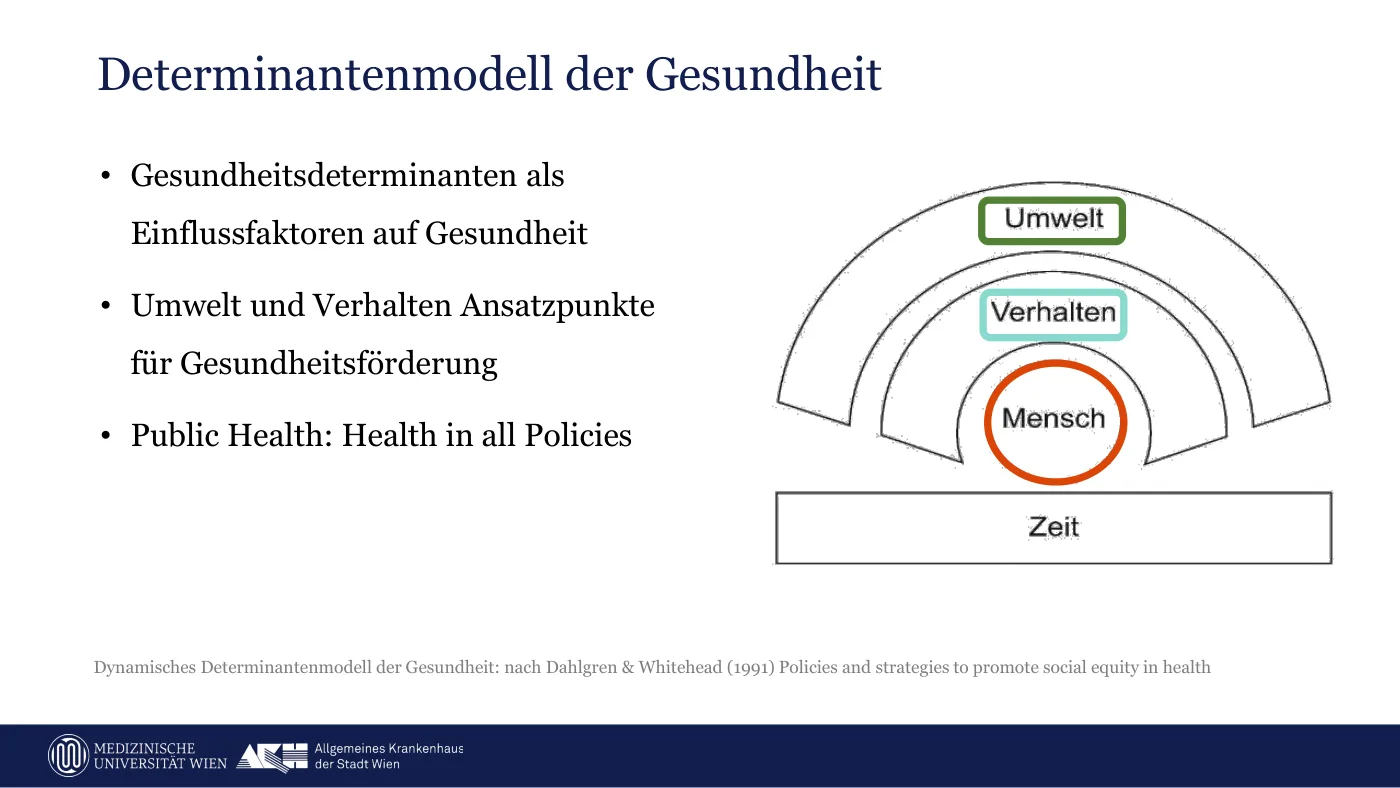 Determinantenmodell der Gesundheit
• Gesundheitsdeterminanten als
Einflussfaktoren auf Gesundheit
• Umwelt und Verhalten Ansatzpunkte
für Gesundheitsförderung
• Public Health: Health in all Policies
Umwelt
Verhalten
Mensch
Zeit
Dynamisches Determinantenmodell der Gesundheit: nach Dahlgren & Whitehead (1991) Policies and strategies to promote social equity in health
MEDIZINISCHE
UNIVERSITÄT WIEN
AKH
Allgemeines Krankenhaus
der Stadt Wien